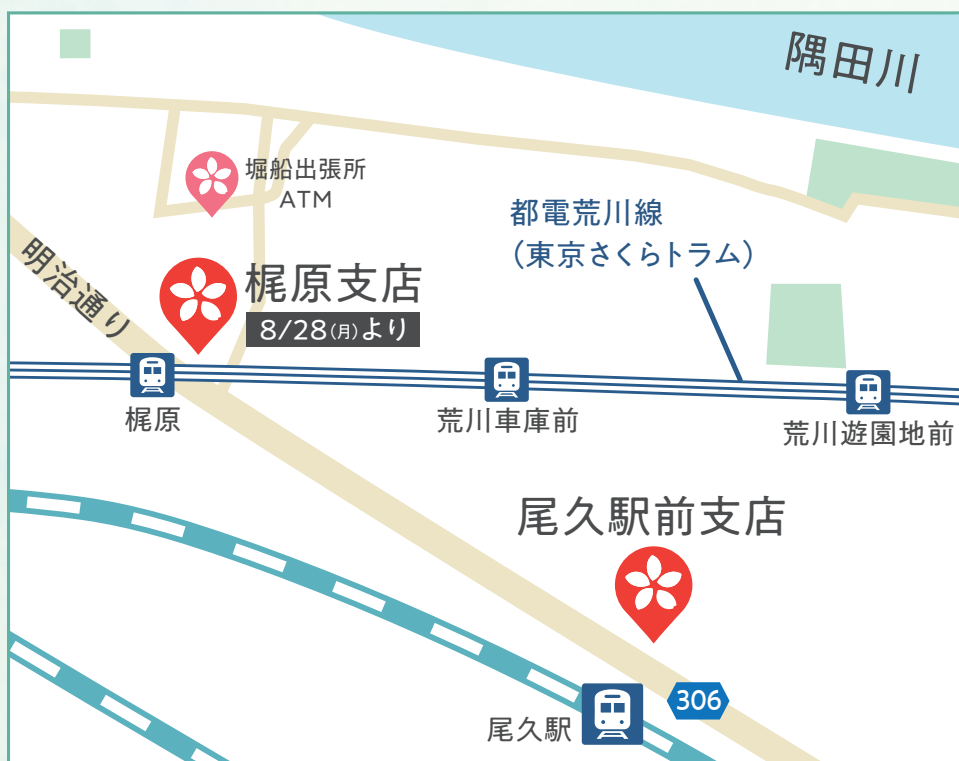 隅田川
堀船出張所
ATM
都電荒川線
（東京さくらトラム）
明治通り
梶原支店
8/28(月)より
梶原
荒川車庫前
荒川遊園地前
尾久駅前支店
306
尾久駅